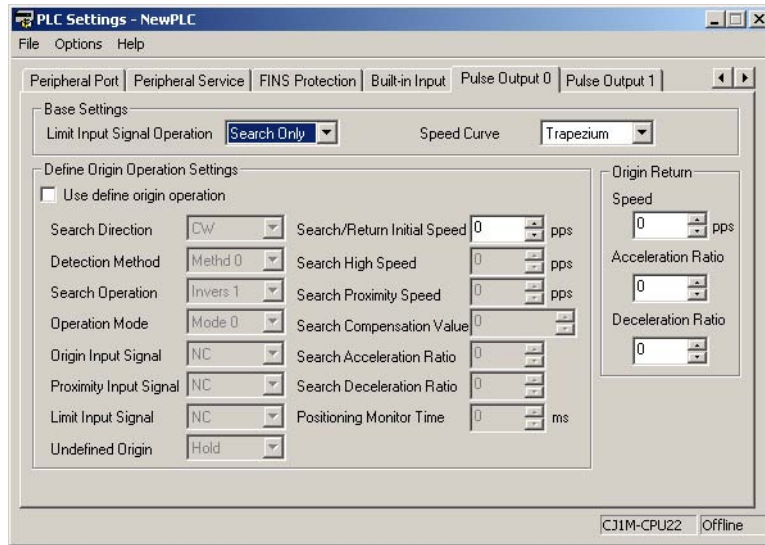 PLC Settings - NewPLC
File Options Help
Peripheral Port Peripheral Service FINS Protection Built-in Input Pulse Output 0 Pulse Output 1
Base Settings
Limit Input Signal Operation Search Only Speed Curve Trapezium
Define Origin Operation Settings
Use define origin operation
Search Direction CW
Detection Method Methd 0
Search Operation Invers 1
Operation Mode Mode 0
Origin Input Signal NC
Proximity Input Signal NC
Limit Input Signal NC
Undefined Origin Hold
Search/Return Initial Speed 0 pps
Search High Speed 0 pps
Search Proximity Speed 0 pps
Search Compensation Value 0
Search Acceleration Ratio 0
Search Deceleration Ratio 0
Positioning Monitor Time 0 ms
Origin Return
Speed
0 pps
Acceleration Ratio
0
Deceleration Ratio
0
CJ1M-CPU22 Offline